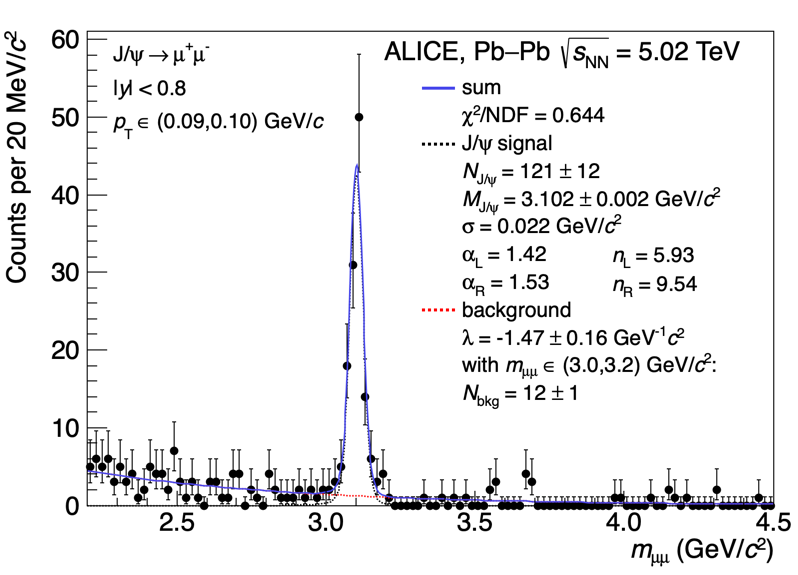 J/ψ → μ⁺μ⁻
|y| < 0.8
p_T ∈ (0.09,0.10) GeV/c
ALICE, Pb–Pb √s_NN = 5.02 TeV
sum
χ²/NDF = 0.644
J/ψ signal
N_J/ψ = 121 ± 12
M_J/ψ = 3.102 ± 0.002 GeV/c²
σ = 0.022 GeV/c²
α_L = 1.42 n_L = 5.93
α_R = 1.53 n_R = 9.54
background
λ = -1.47 ± 0.16 GeV⁻¹c²
with m_μμ ∈ (3.0,3.2) GeV/c²:
N_bkg = 12 ± 1
Counts per 20 MeV/c²
60
50
40
30
20
10
0
2.5 3.0 3.5 4.0 4.5
m_μμ (GeV/c²)